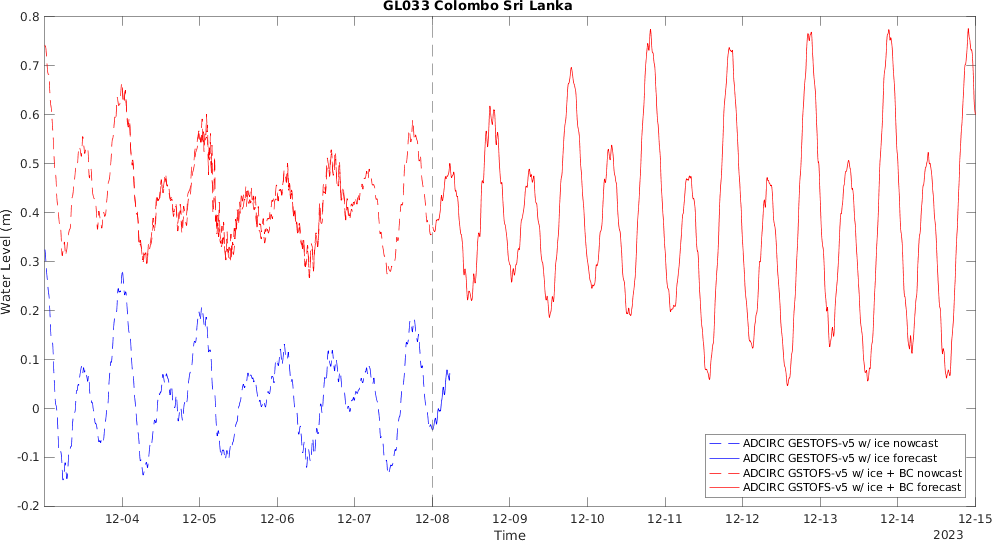 GL033 Colombo Sri Lanka
0.8
0.7
0.6
0.5
0.4
0.3
0.2
0.1
0
-0.1
-0.2
Water Level (m)
ADCIRC GESTOFS-v5 w/ ice nowcast
ADCIRC GESTOFS-v5 w/ ice forecast
ADCIRC GSTOFS-v5 w/ ice + BC nowcast
ADCIRC GSTOFS-v5 w/ ice + BC forecast
12-04 12-05 12-06 12-07 12-08 12-09 12-10 12-11 12-12 12-13 12-14 12-15
Time
2023